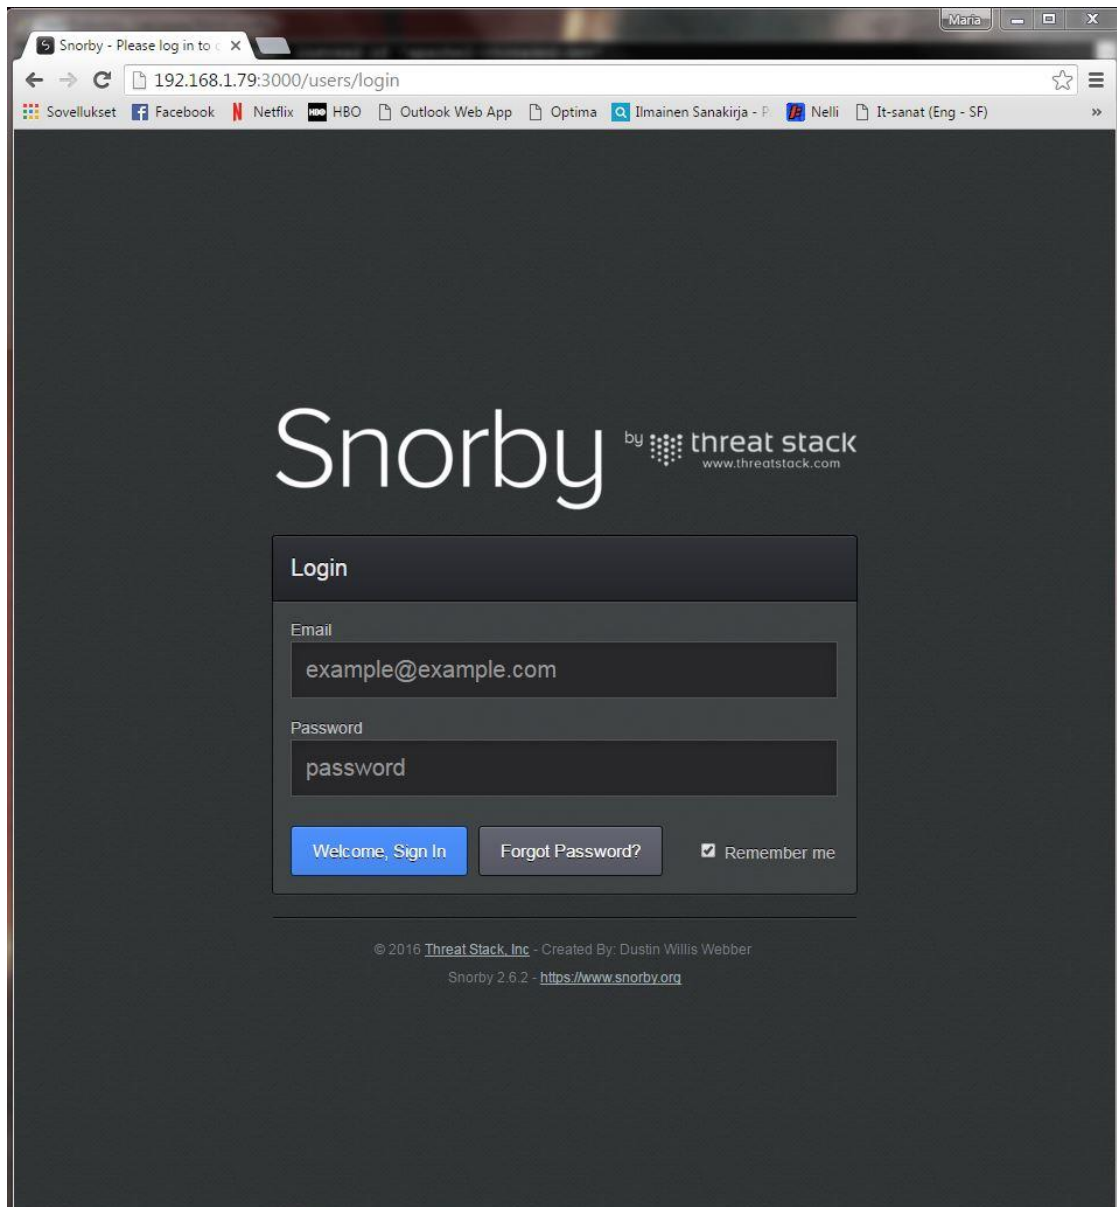 Maria
Snorby - Please log in to c
192.168.1.79:3000/users/login
Sovellukset Facebook Netflix HBO Outlook Web App Optima Ilmainen Sanakirja - P Nelli It-sanat (Eng - SF) »
Snorby by threat stack
www.threatstack.com
Login
Email
example@example.com
Password
password
Welcome, Sign In Forgot Password? Remember me
© 2016 Threat Stack, Inc - Created By: Dustin Willis Webber
Snorby 2.6.2 - https://www.snorby.org